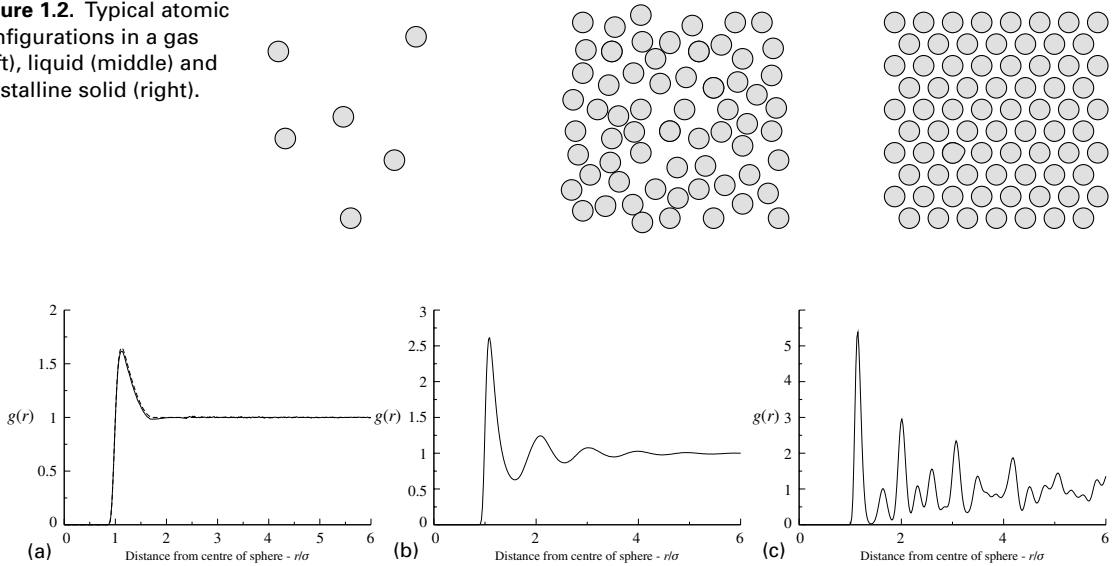 ure 1.2. Typical atomic
nfigurations in a gas
ft), liquid (middle) and
stalline solid (right).
2
1.5
g(r) 1
0.5
0
0 1 2 3 4 5 6
(a) Distance from centre of sphere - r/σ
3
2.5
2
1.5
g(r) 1.0
0.5
0
0 2 4 6
(b) Distance from centre of sphere - r/σ
5
4
g(r) 3
2
1
0
0 2 4 6
(c) Distance from centre of sphere - r/σ